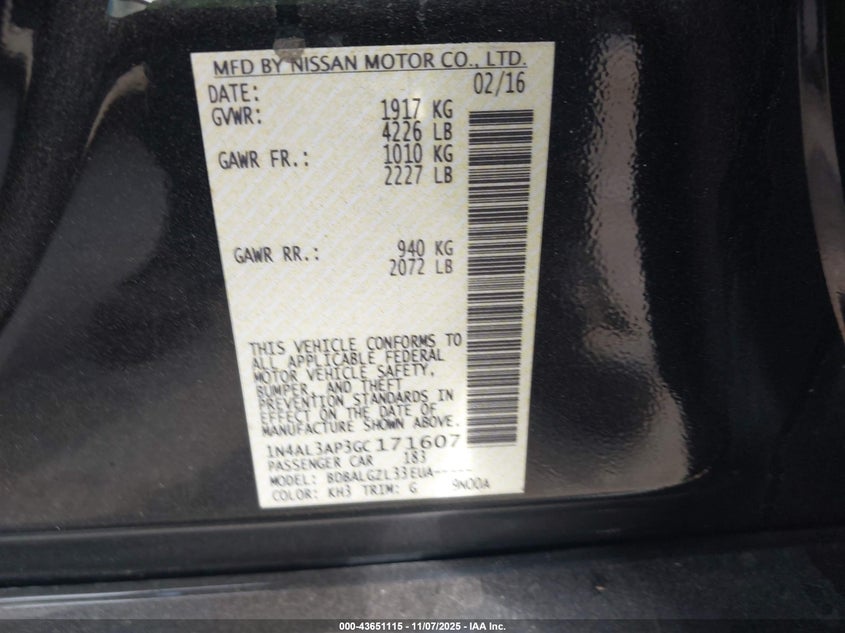 MFD BY NISSAN MOTOR CO., LTD.
DATE: 02/16
GVWR: 1917 KG
4226 LB
GAWR FR.: 1010 KG
2227 LB
GAWR RR.: 940 KG
2072 LB
THIS VEHICLE CONFORMS TO
ALL APPLICABLE FEDERAL
MOTOR VEHICLE SAFETY,
BUMPER, AND THEFT
PREVENTION STANDARDS IN
EFFECT ON THE DATE OF
MANUFACTURE SHOWN ABOVE.
1N4AL3AP3GC171607
PASSENGER CAR 183
MODEL: BDBALGZL33EUA-----
COLOR: KH3 TRIM: G 9N00A
000-43651115 - 11/07/2025 - IAA Inc.